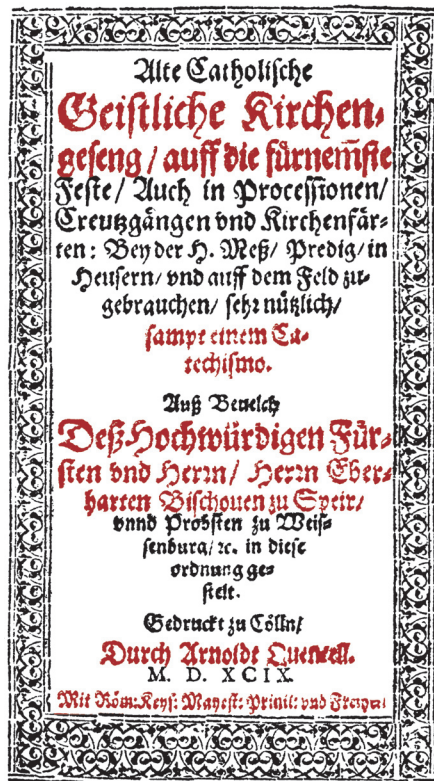 Alte Catholische
Geistliche Kirchen⸗
geseng / auff die fürnem̃ste
Feste / Auch in Processionen /
Creutzgängen vnd Kirchenfär⸗
ten : Bey der H. Meß / Predig / in
Heusern / vnd auff dem Feld zu⸗
gebrauchen / sehr nützlich /
sampt einem Ca⸗
techismo.
Auß Beuelch
Deß Hochwürdigen Für⸗
sten vnd Herrn / Herrn Eber⸗
harten Bischouen zu Speir /
vnnd Probsten zu Weis⸗
senburg / ꝛc. in diese
ordnung ge⸗
stelt.
Gedruckt zu Cölln /
Durch Arnoldt Quentell.
M. D. XCIX.
Mit Röm: Keys: Mayest: Priuil: vnd